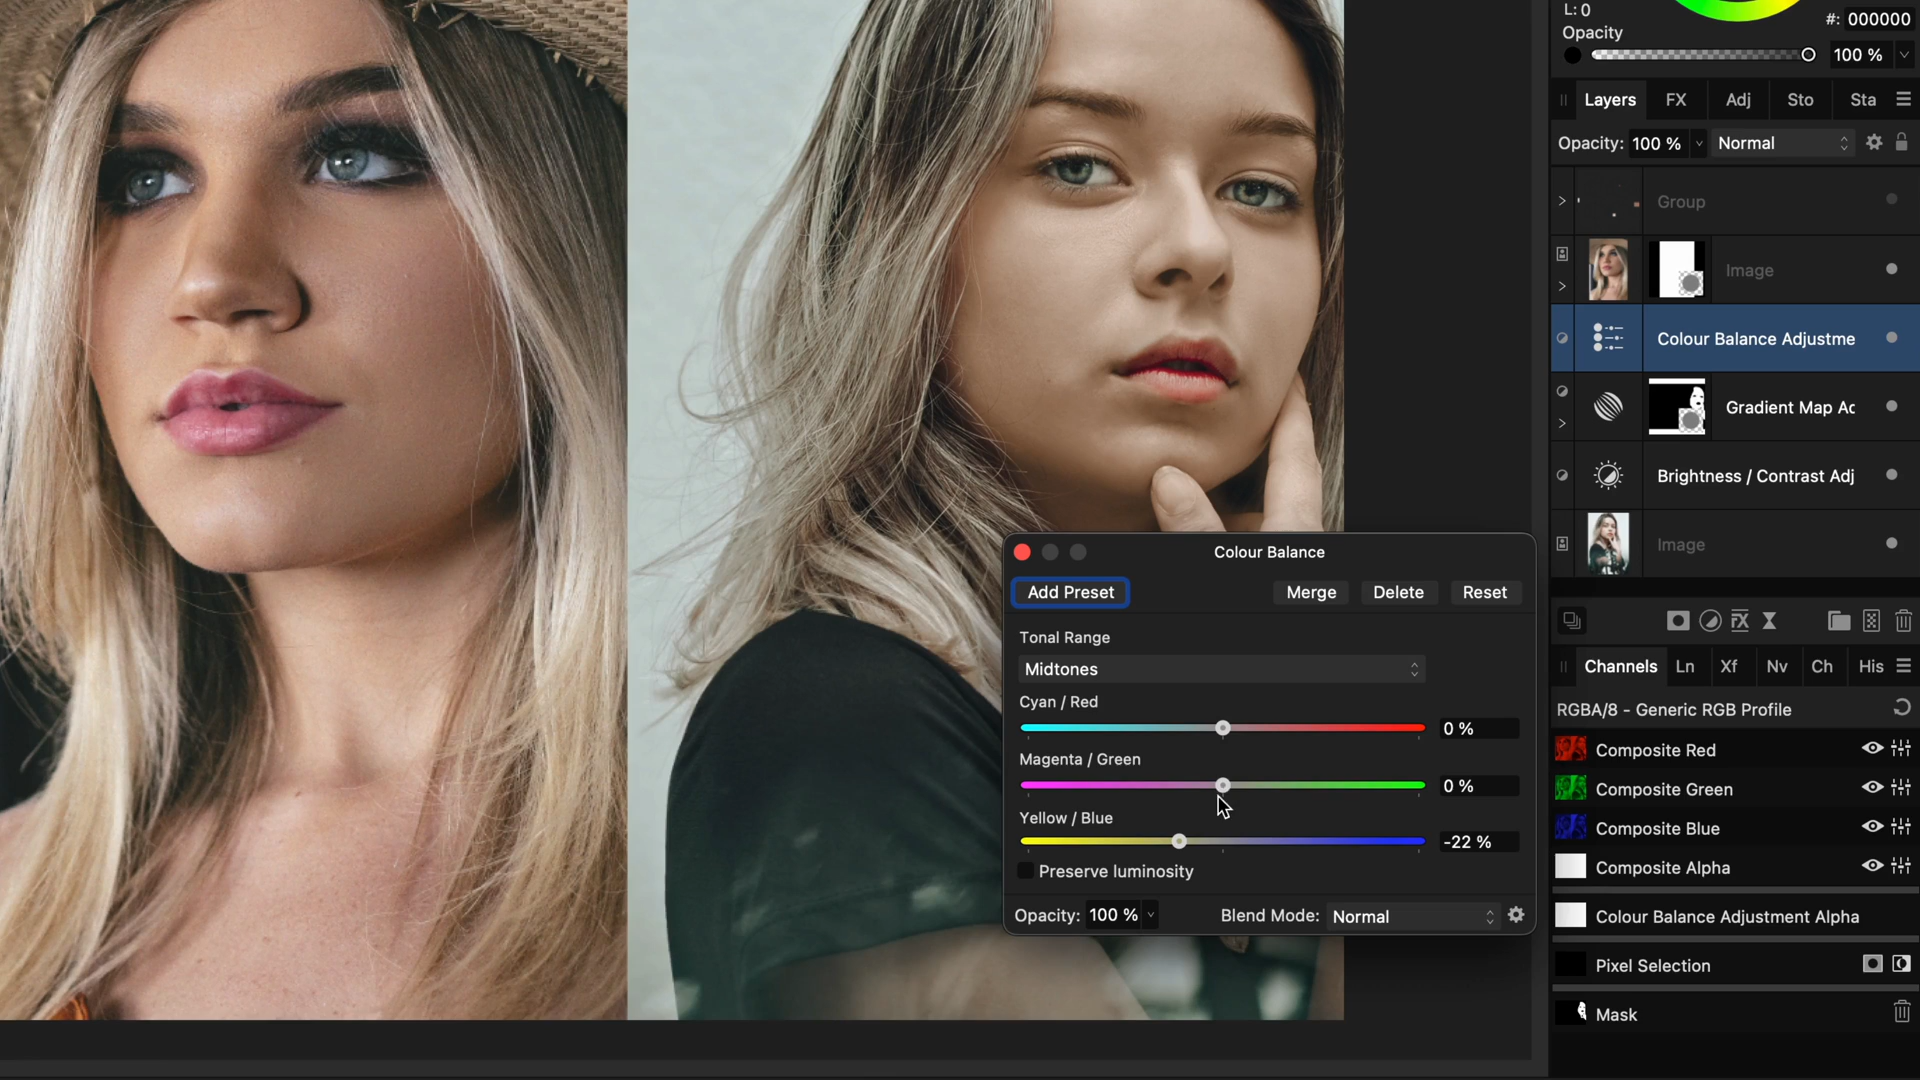 L: 0
#: 000000
Opacity
100 %
Layers FX Adj Sto Sta
Opacity: 100 % Normal
Group
Image
Colour Balance Adjustme
Gradient Map Ac
Brightness / Contrast Adj
Image
Colour Balance
Add Preset Merge Delete Reset
Tonal Range
Midtones
Cyan / Red
0 %
Magenta / Green
0 %
Yellow / Blue
-22 %
Preserve luminosity
Opacity: 100 % Blend Mode: Normal
FX
Channels Ln Xf Nv Ch His
RGBA/8 - Generic RGB Profile
Composite Red
Composite Green
Composite Blue
Composite Alpha
Colour Balance Adjustment Alpha
Pixel Selection
Mask